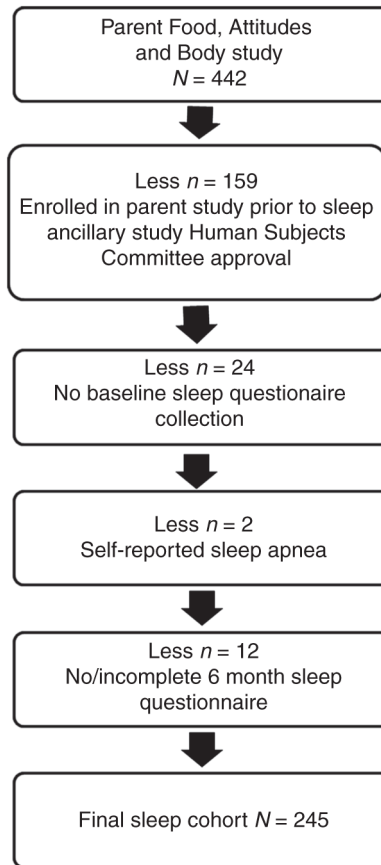 Parent Food, Attitudes
and Body study
N = 442
Less n = 159
Enrolled in parent study prior to sleep
ancillary study Human Subjects
Committee approval
Less n = 24
No baseline sleep questionaire
collection
Less n = 2
Self-reported sleep apnea
Less n = 12
No/incomplete 6 month sleep
questionnaire
Final sleep cohort N = 245